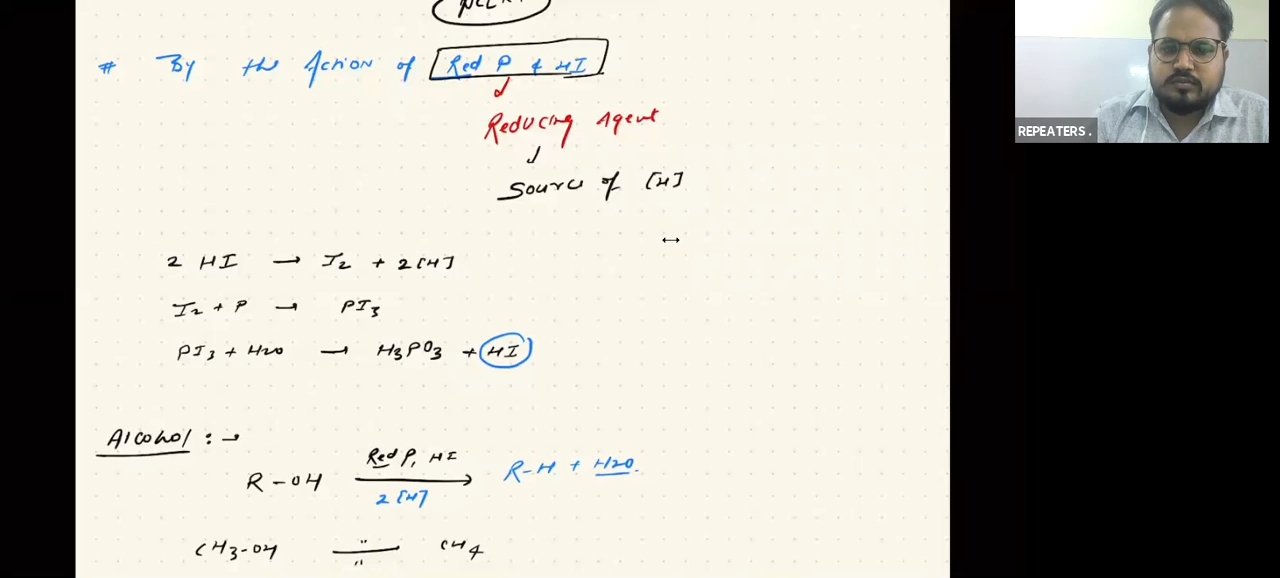 NCERT
# By the Action of Red P & HI
Reducing Agent
Source of [H]
2 HI → I2 + 2[H]
I2 + P → PI3
PI3 + H2O → H3PO3 + HI
Alcohol : →
R-OH Red P, HI 2[H] → R-H + H2O.
CH3-OH " " CH4
REPEATERS .